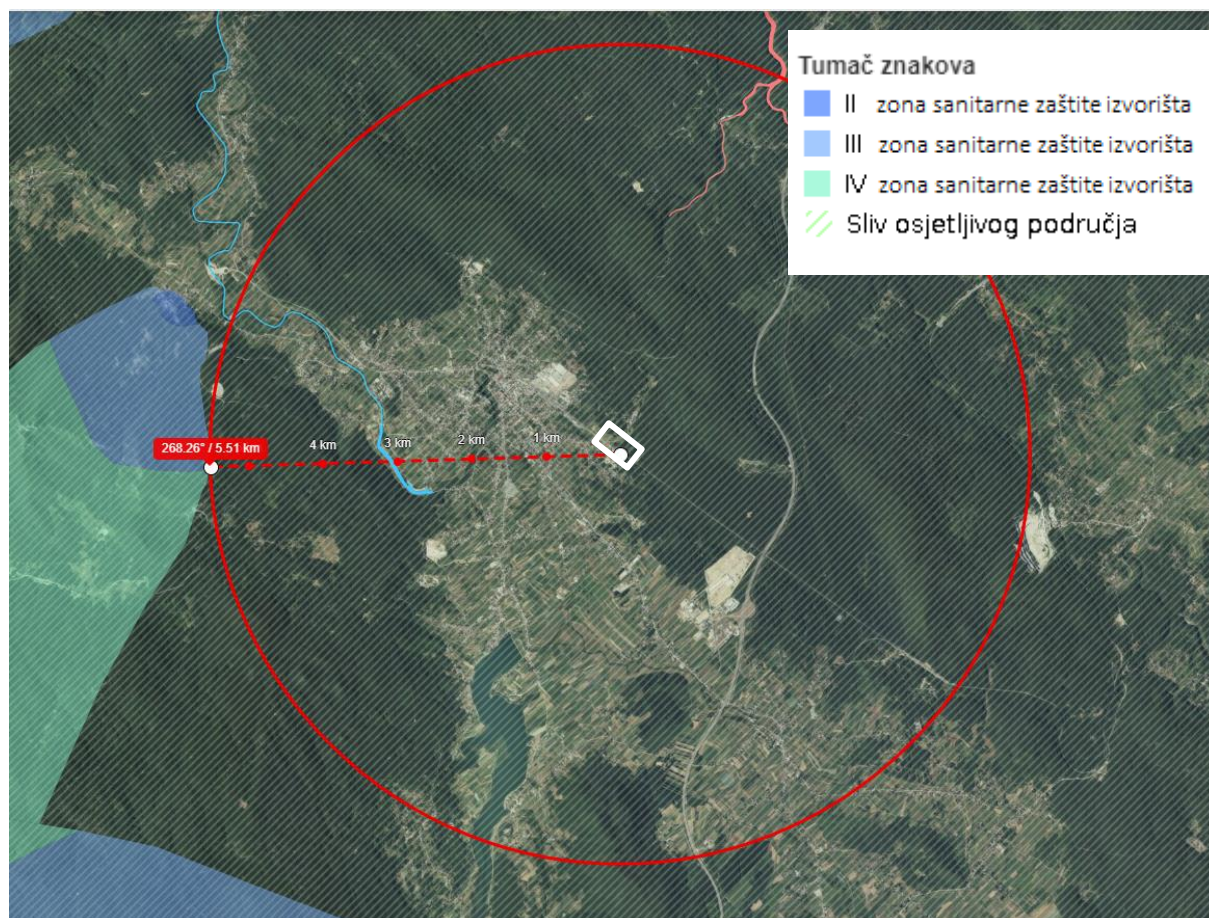 Tumač znakova
II zona sanitarne zaštite izvorišta
III zona sanitarne zaštite izvorišta
IV zona sanitarne zaštite izvorišta
Sliv osjetljivog područja
268.26° / 5.51 km
4 km
3 km
2 km
1 km